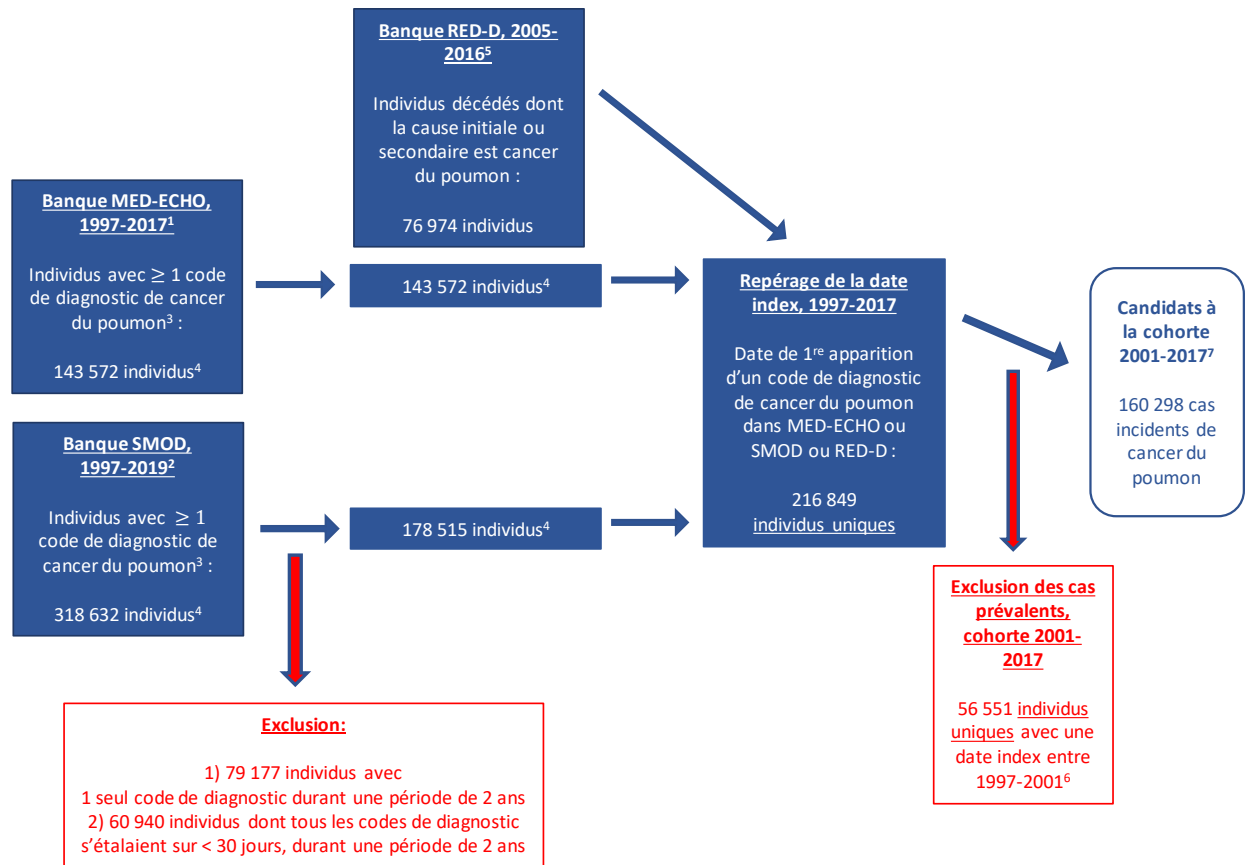 Banque RED-D, 2005-
2016⁵
Individus décédés dont
la cause initiale ou
secondaire est cancer
du poumon :
76 974 individus
Banque MED-ECHO,
1997-2017¹
Individus avec ≥ 1 code
de diagnostic de cancer
du poumon³ :
143 572 individus⁴
143 572 individus⁴
Banque SMOD,
1997-2019²
Individus avec ≥ 1
code de diagnostic de
cancer du poumon³ :
318 632 individus⁴
178 515 individus⁴
Exclusion:
1) 79 177 individus avec
1 seul code de diagnostic durant une période de 2 ans
2) 60 940 individus dont tous les codes de diagnostic
s’étalaient sur < 30 jours, durant une période de 2 ans
Repérage de la date
index, 1997-2017
Date de 1ʳᵉ apparition
d’un code de diagnostic
de cancer du poumon
dans MED-ECHO ou
SMOD ou RED-D :
216 849
individus uniques
Candidats à
la cohorte
2001-2017⁷
160 298 cas
incidents de
cancer du
poumon
Exclusion des cas
prévalents,
cohorte 2001-
2017
56 551 individus
uniques avec une
date index entre
1997-2001⁶